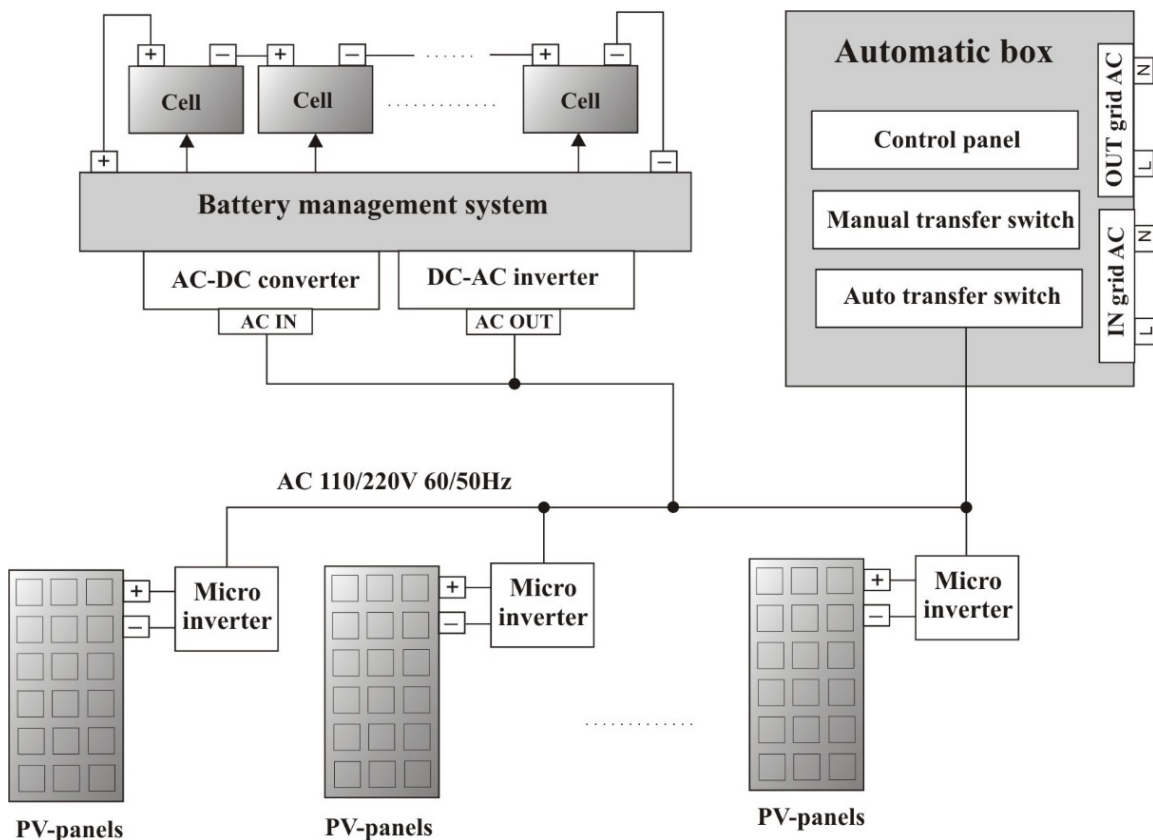 + — + — ...... + —
Cell
Cell
Cell
+
—
Battery management system
AC-DC converter
DC-AC inverter
AC IN
AC OUT
Automatic box
Control panel
Manual transfer switch
Auto transfer switch
OUT grid AC
N
L
IN grid AC
N
L
AC 110/220V 60/50Hz
+
—
Micro
inverter
+
—
Micro
inverter
+
—
Micro
inverter
PV-panels
PV-panels
PV-panels